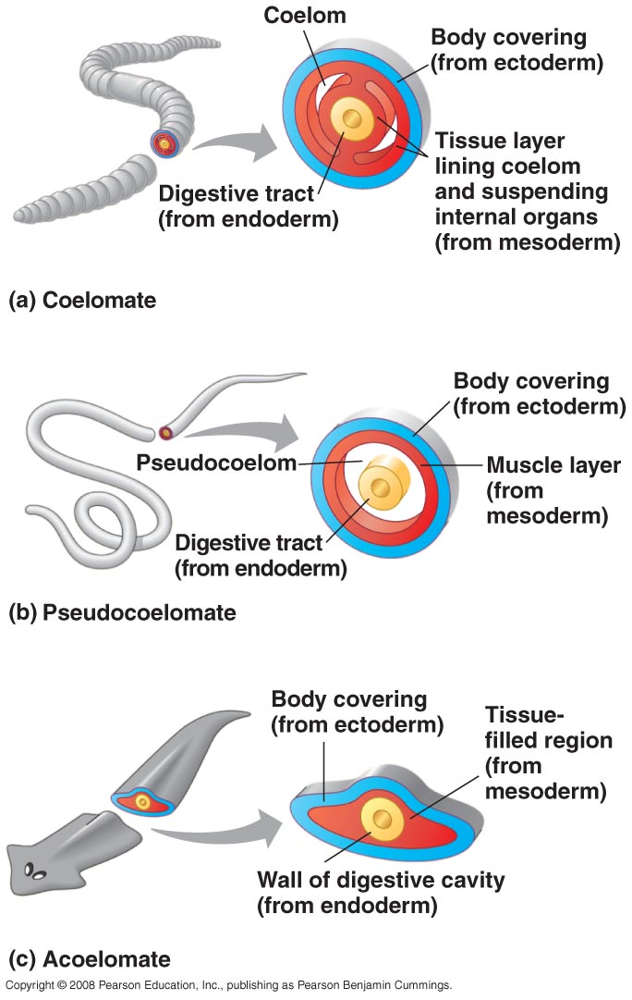 Coelom
Body covering
(from ectoderm)
Tissue layer
lining coelom
and suspending
internal organs
(from mesoderm)
Digestive tract
(from endoderm)
(a) Coelomate
Body covering
(from ectoderm)
Pseudocoelom
Muscle layer
(from
mesoderm)
Digestive tract
(from endoderm)
(b) Pseudocoelomate
Body covering
(from ectoderm)
Tissue-
filled region
(from
mesoderm)
Wall of digestive cavity
(from endoderm)
(c) Acoelomate
Copyright © 2008 Pearson Education, Inc., publishing as Pearson Benjamin Cummings.